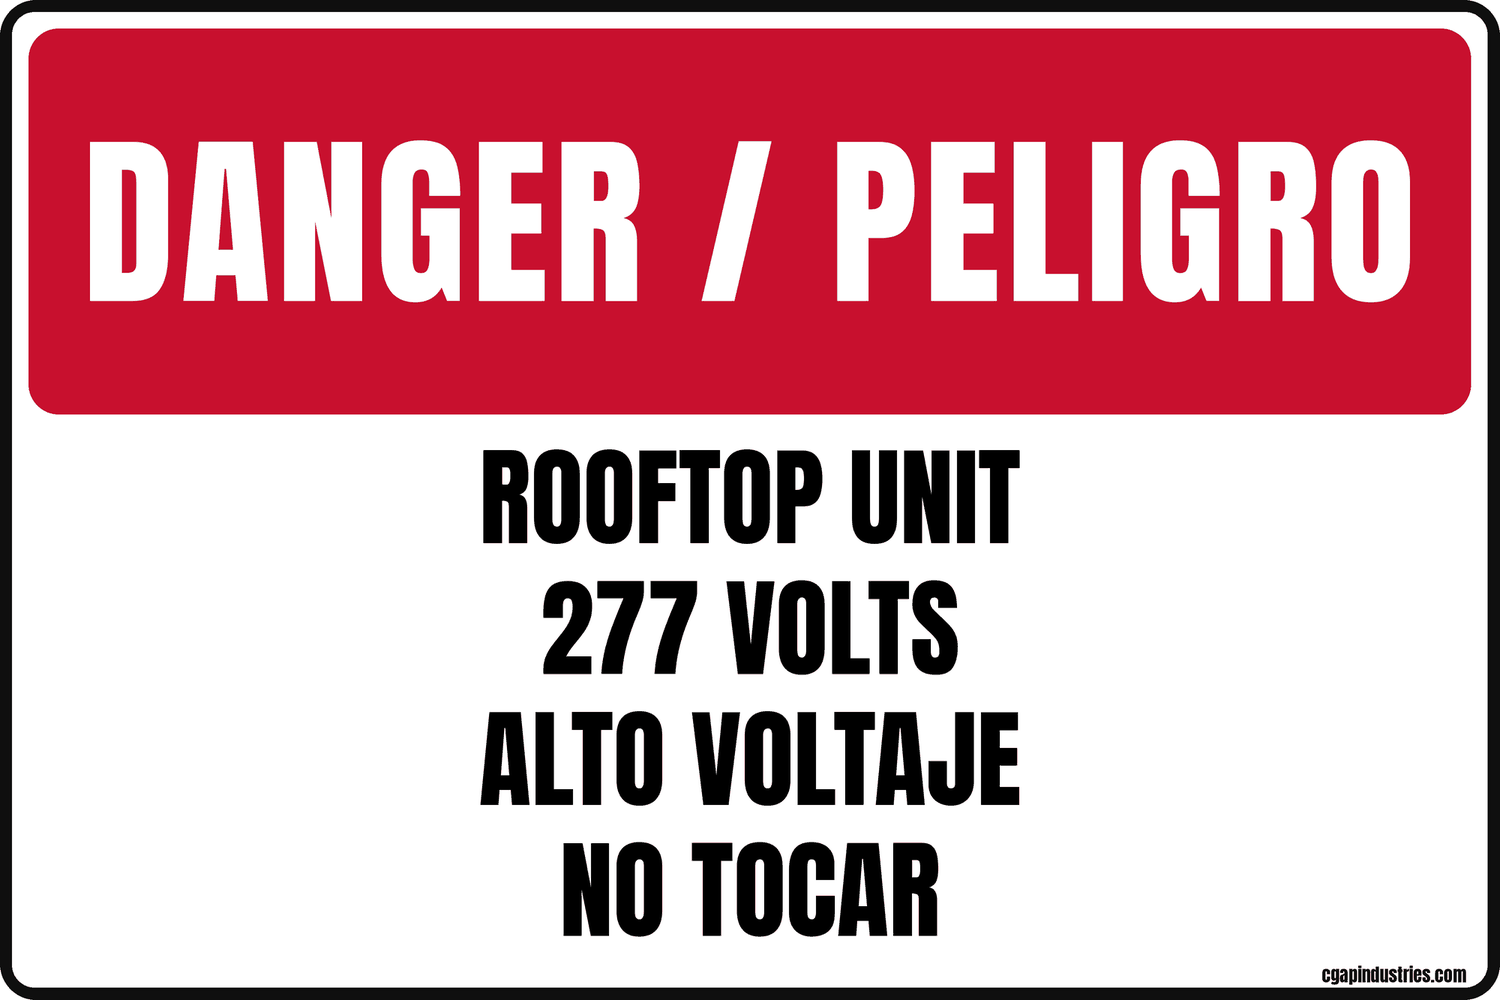 DANGER / PELIGRO
ROOFTOP UNIT
277 VOLTS
ALTO VOLTAJE
NO TOCAR
cgapindustries.com